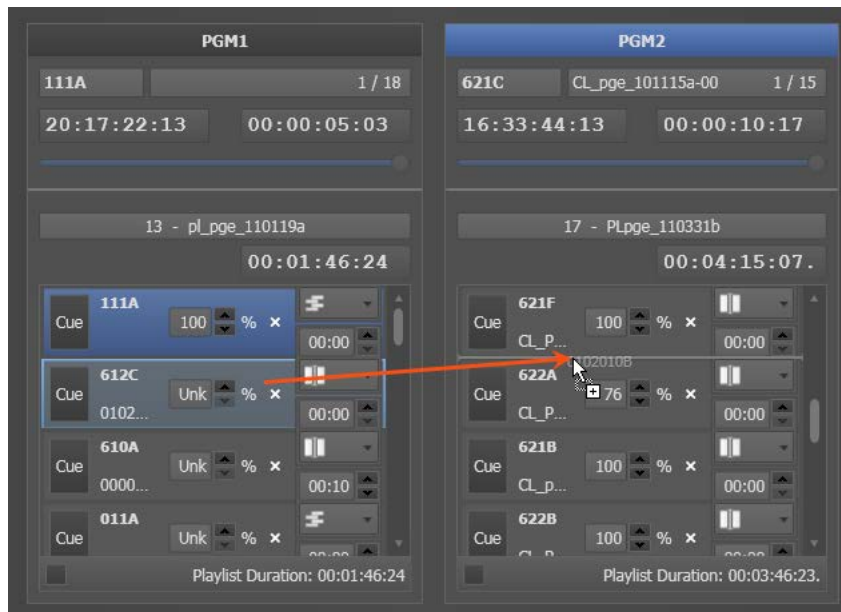 PGM1
111A 1 / 18
20:17:22:13 00:00:05:03
13 - pl_pge_110119a
00:01:46:24
111A
Cue 100 % ×
00:00
612C
Cue Unk % ×
0102... 00:00
610A
Cue Unk % ×
0000... 00:10
011A
Cue Unk % ×
Playlist Duration: 00:01:46:24
PGM2
621C CL_pge_101115a-00 1 / 15
16:33:44:13 00:00:10:17
17 - PLpge_110331b
00:04:15:07.
621F
Cue 100 % ×
CL_P... 00:00
0102010B
622A
Cue 76 % ×
CL_P... 00:00
621B
Cue 100 % ×
CL_p... 00:00
622B
Cue 100 % ×
Playlist Duration: 00:03:46:23.